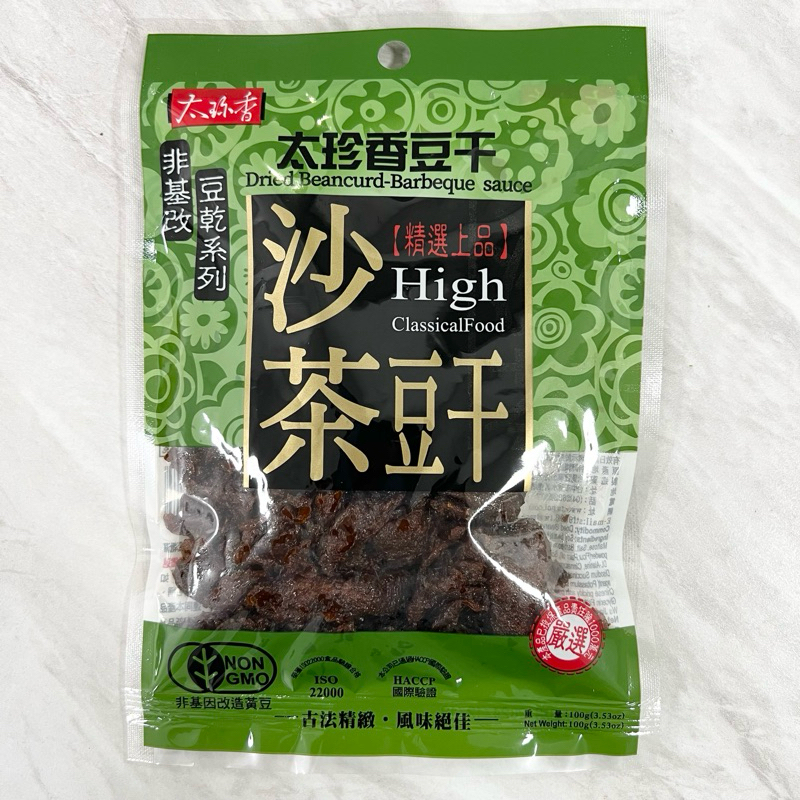 太珍香
太珍香豆干
Dried Beancurd-Barbeque sauce
非基改
豆乾系列
【精選上品】
High
ClassicalFood
沙茶豆干
嚴選
NON
GMO
非基因改造黃豆
ISO
22000
HACCP
國際驗證
古法精緻・風味絕佳
重 量:100g(3.53oz)
Net Weight:100g(3.53oz)